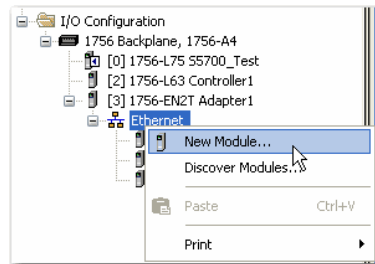 I/O Configuration
1756 Backplane, 1756-A4
[0] 1756-L75 S5700_Test
[2] 1756-L63 Controller1
[3] 1756-EN2T Adapter1
Ethernet
New Module...
Discover Modules...
Paste Ctrl+V
Print